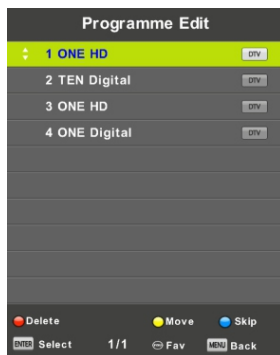 Programme Edit
1 ONE HD DTV
2 TEN Digital DTV
3 ONE HD DTV
4 ONE Digital DTV
Delete Move Skip
ENTER Select 1/1 Fav MENU Back